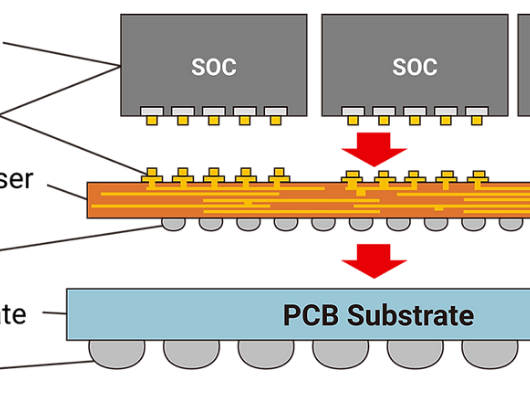 SOC
SOC
ser
te
PCB Substrate